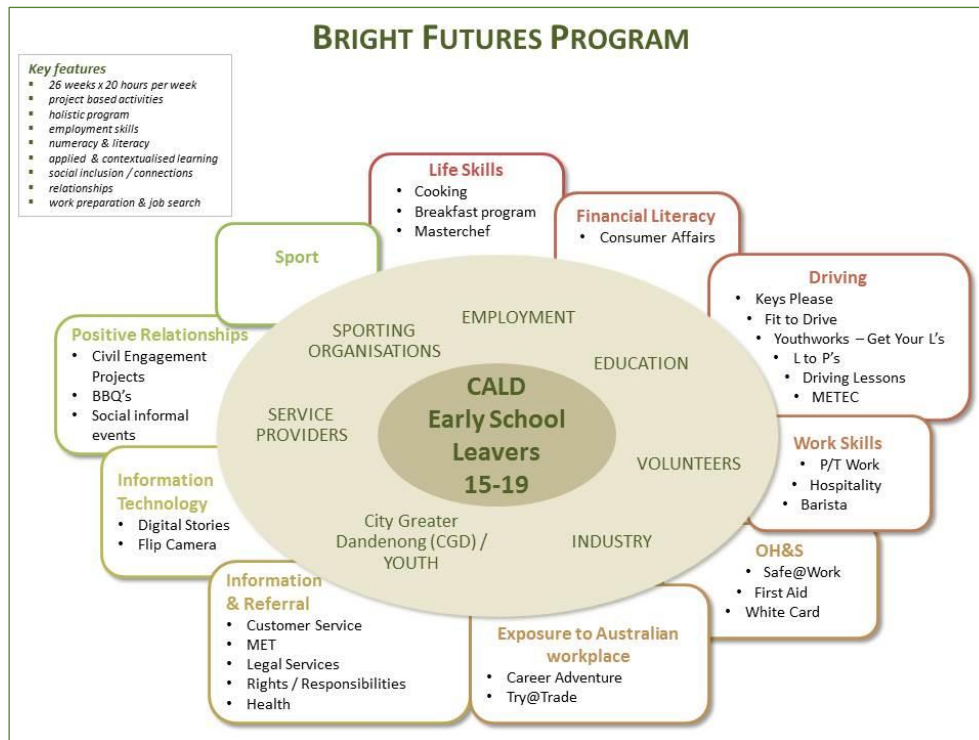 BRIGHT FUTURES PROGRAM
Key features
▪ 26 weeks x 20 hours per week
▪ project based activities
▪ holistic program
▪ employment skills
▪ numeracy & literacy
▪ applied & contextualised learning
▪ social inclusion / connections
▪ relationships
▪ work preparation & job search
Life Skills
• Cooking
• Breakfast program
• Masterchef
Financial Literacy
• Consumer Affairs
Driving
• Keys Please
• Fit to Drive
• Youthworks – Get Your L's
• L to P's
• Driving Lessons
• METEC
Work Skills
• P/T Work
• Hospitality
• Barista
OH&S
• Safe@Work
• First Aid
• White Card
Exposure to Australian
workplace
• Career Adventure
• Try@Trade
Information
& Referral
• Customer Service
• MET
• Legal Services
• Rights / Responsibilities
• Health
Information
Technology
• Digital Stories
• Flip Camera
Positive Relationships
• Civil Engagement
Projects
• BBQ's
• Social informal
events
Sport
EMPLOYMENT
EDUCATION
VOLUNTEERS
INDUSTRY
City Greater
Dandenong (CGD) /
YOUTH
SERVICE
PROVIDERS
SPORTING
ORGANISATIONS
CALD
Early School
Leavers
15-19